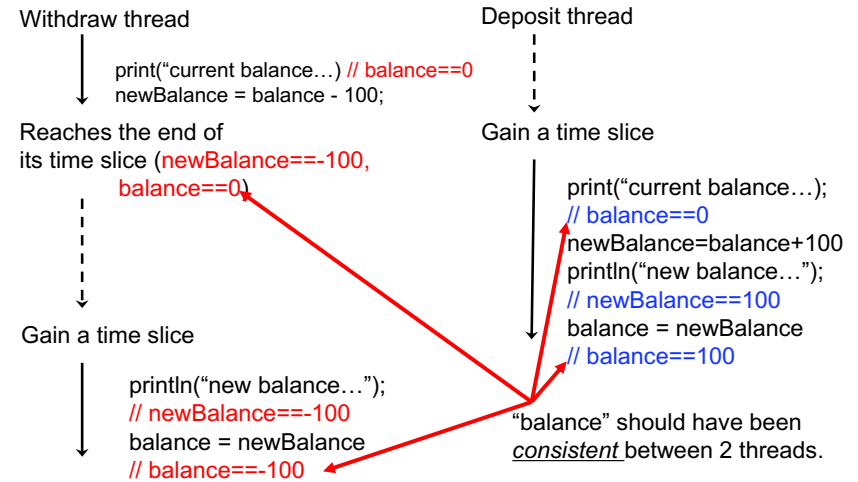 Withdraw thread
print(“current balance…) // balance==0
newBalance = balance - 100;
Reaches the end of
its time slice (newBalance==-100,
balance==0)
Gain a time slice
println(“new balance…”);
// newBalance==-100
balance = newBalance
// balance==-100
Deposit thread
Gain a time slice
print(“current balance…);
// balance==0
newBalance=balance+100
println(“new balance…”);
// newBalance==100
balance = newBalance
// balance==100
“balance” should have been
consistent between 2 threads.